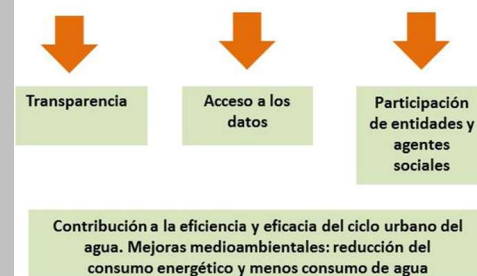 Transparencia
Acceso a los
datos
Participación
de entidades y
agentes
sociales
Contribución a la eficiencia y eficacia del ciclo urbano del
agua. Mejoras medioambientales: reducción del
consumo energético y menos consumo de agua